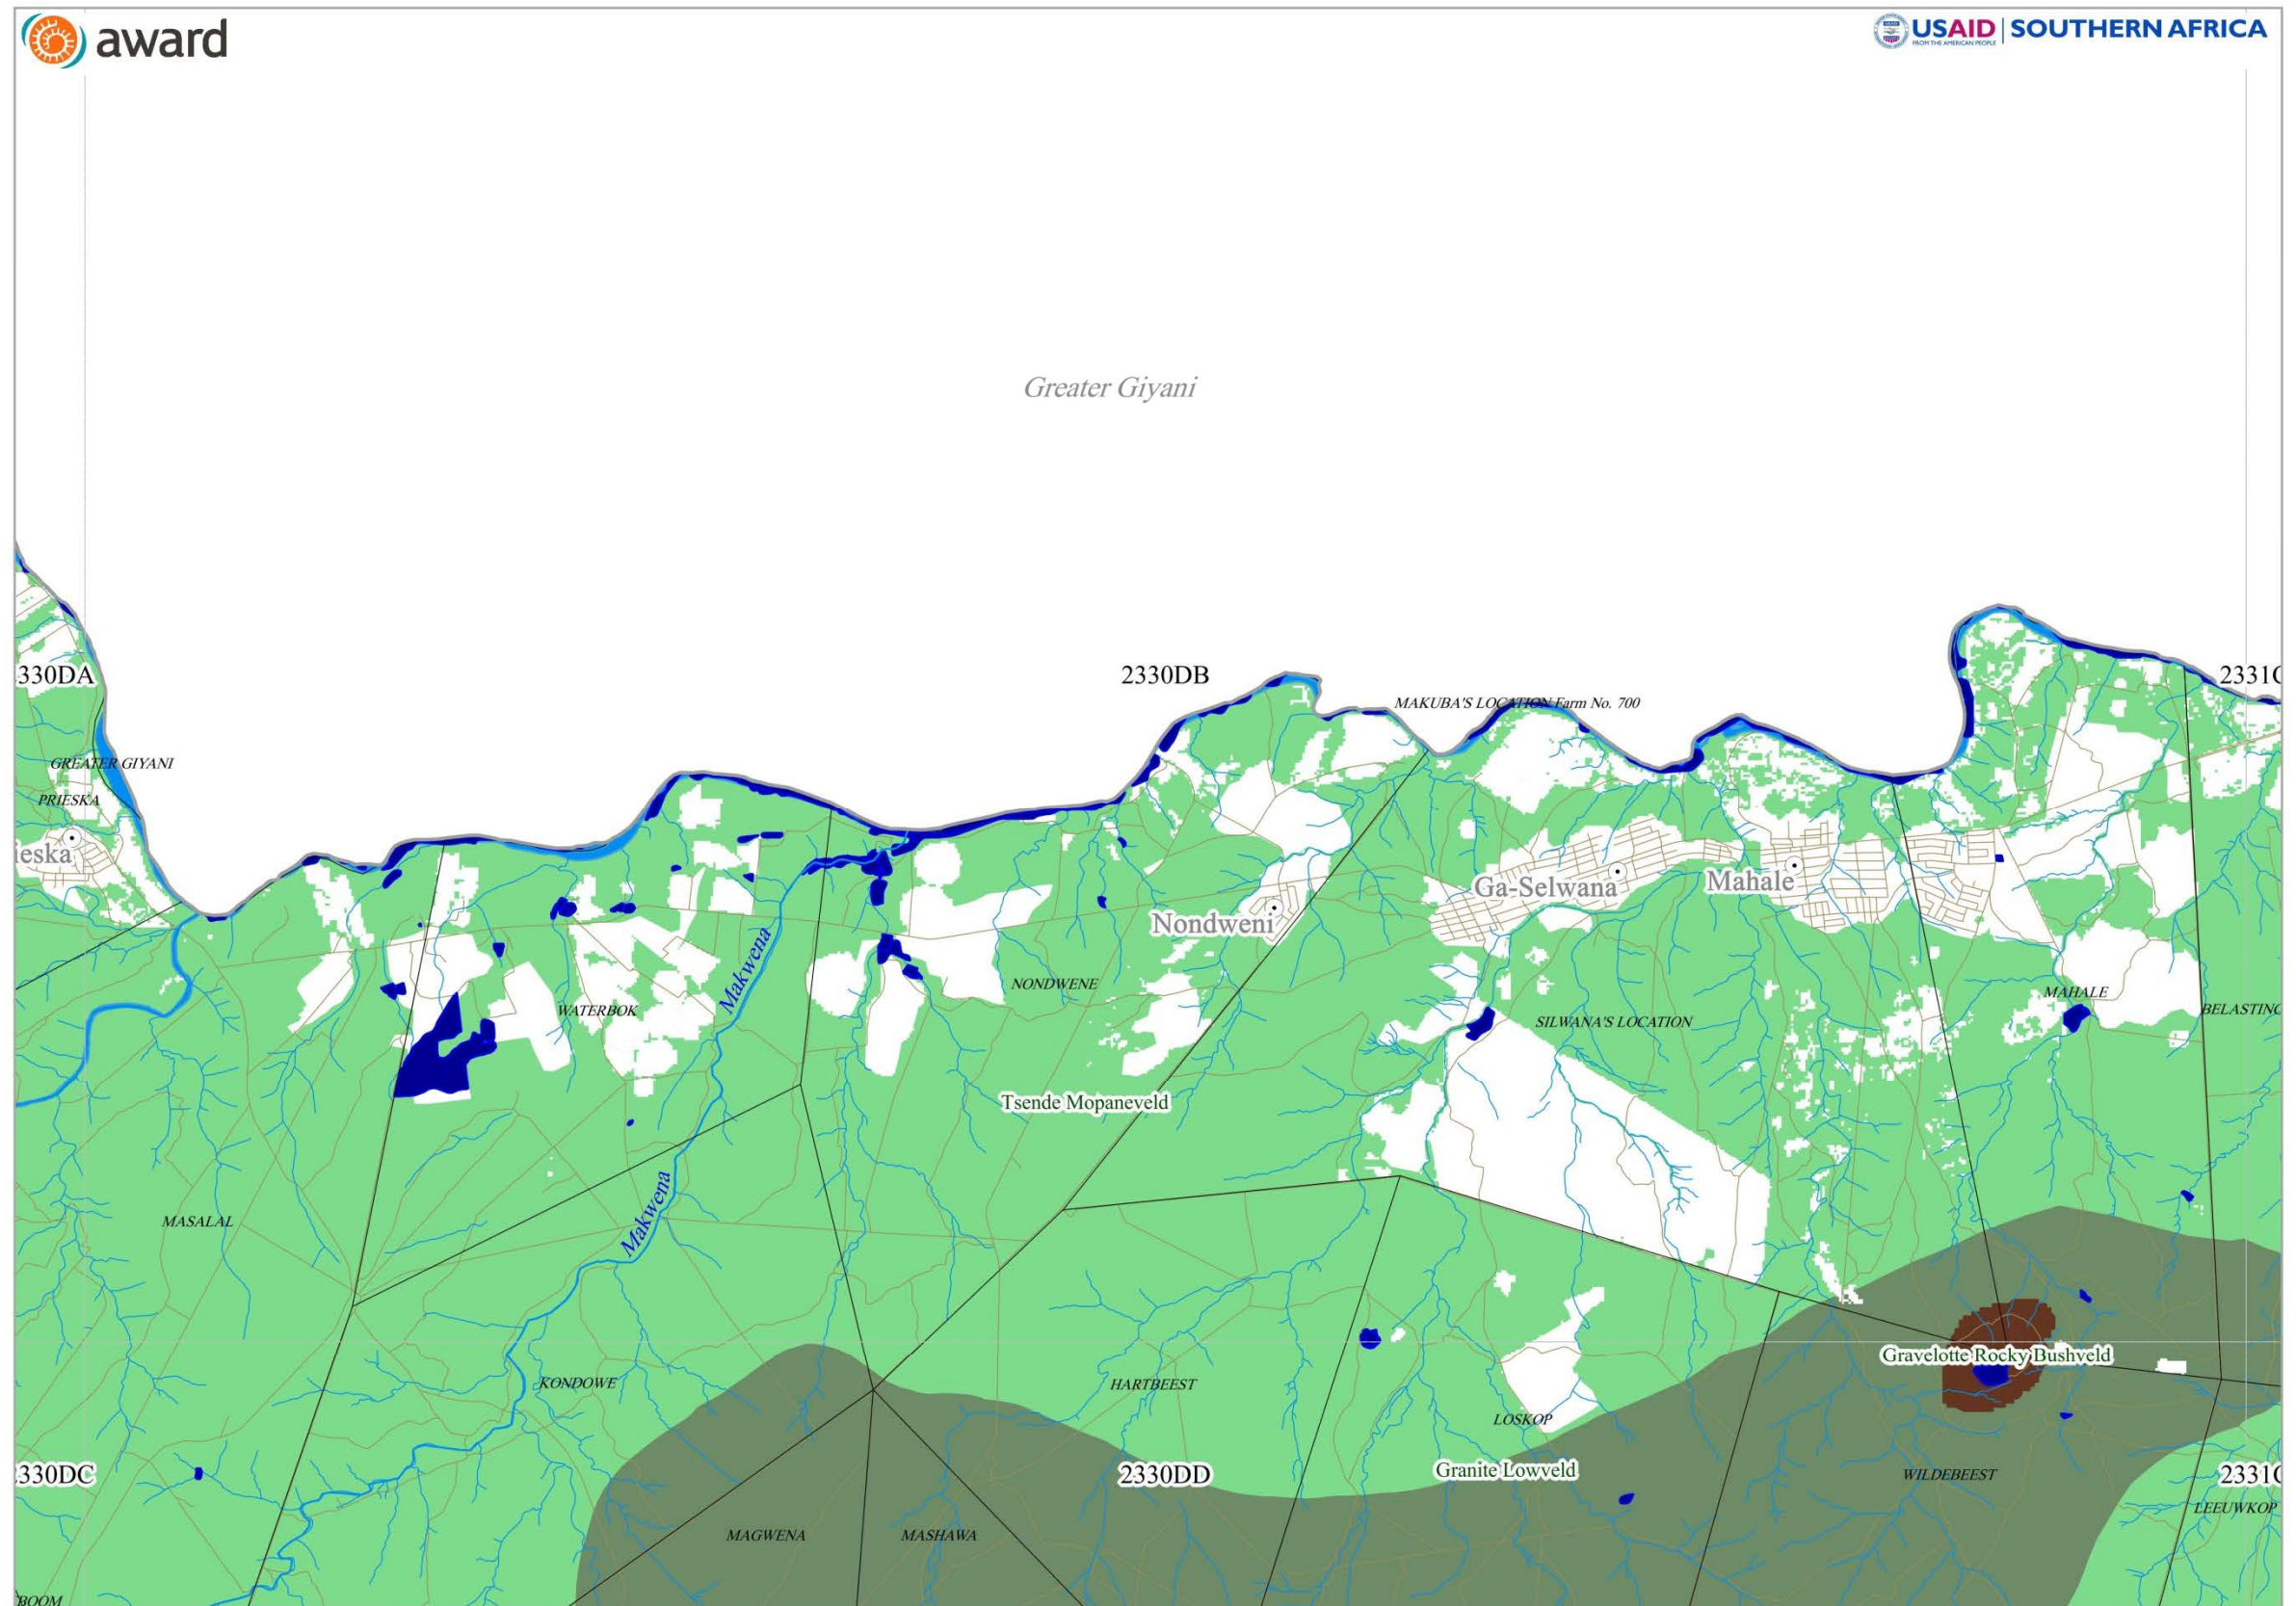 award
USAID
FROM THE AMERICAN PEOPLE
SOUTHERN AFRICA
Greater Giyani
330DA
2330DB
2331C
MAKUBA'S LOCATION Farm No. 700
GREATER GIYANI
PRIESKA
ieska
Ga-Selwana
Mahale
Nondweni
Makwena
NONDWENE
WATERBOK
SILWANA'S LOCATION
MAHALE
BELASTING
Tsende Mopaneveld
Makwena
MASALAL
Gravelotte Rocky Bushveld
KONDOWE
HARTBEEST
LOSKOP
330DC
2330DD
Granite Lowveld
WILDEBEEST
2331C
LEEUWKOP
MAGWENA
MASHAWA
BOOM